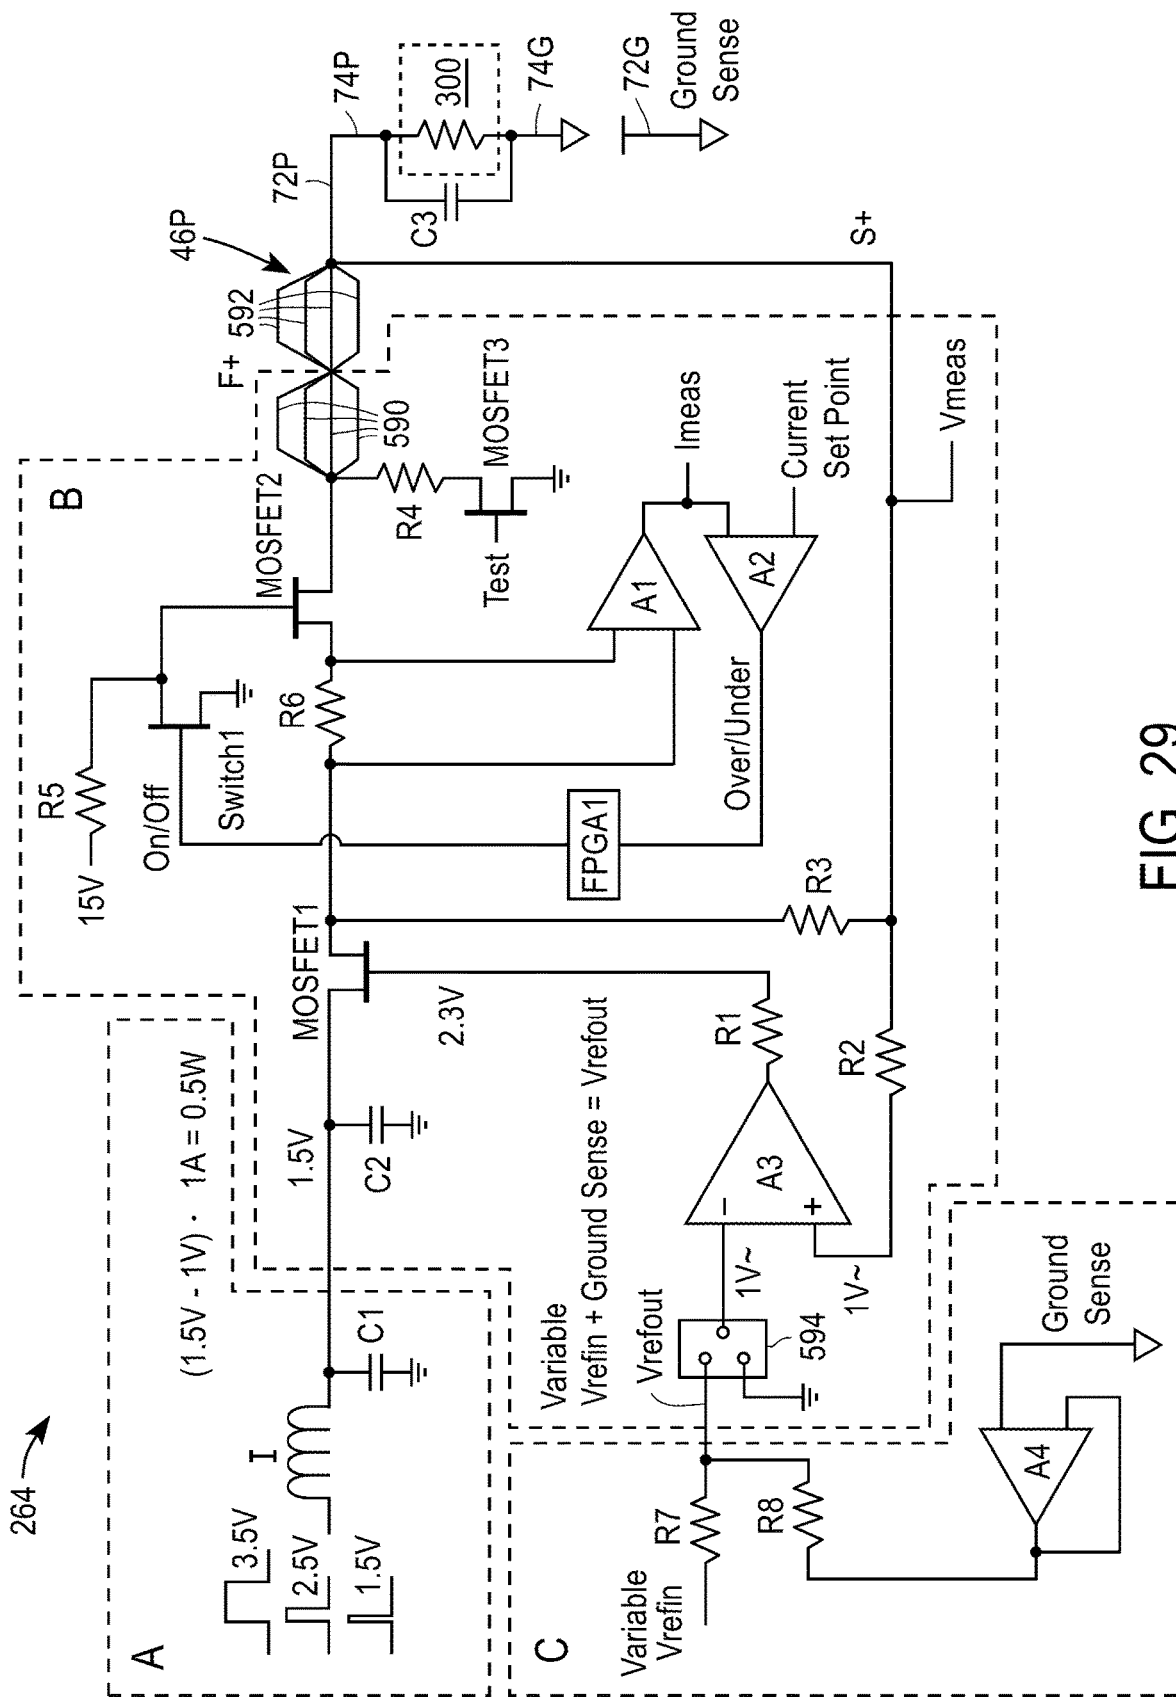 264
A
3.5V
2.5V
1.5V
I
C1
(1.5V - 1V) · 1A = 0.5W
1.5V
C2
MOSFET1
2.3V
B
15V
R5
On/Off
Switch1
R6
MOSFET2
F+
590
592
46P
72P
74P
300
C3
74G
72G
Ground
Sense
S+
R4
MOSFET3
Test
A1
Imeas
A2
Current
Set Point
Over/Under
FPGA1
Vmeas
R3
R1
R2
A3
−
+
1V~
1V~
Variable
Vrefin + Ground Sense = Vrefout
Vrefout
594
C
Variable
Vrefin
R7
R8
A4
Ground
Sense
FIG. 29